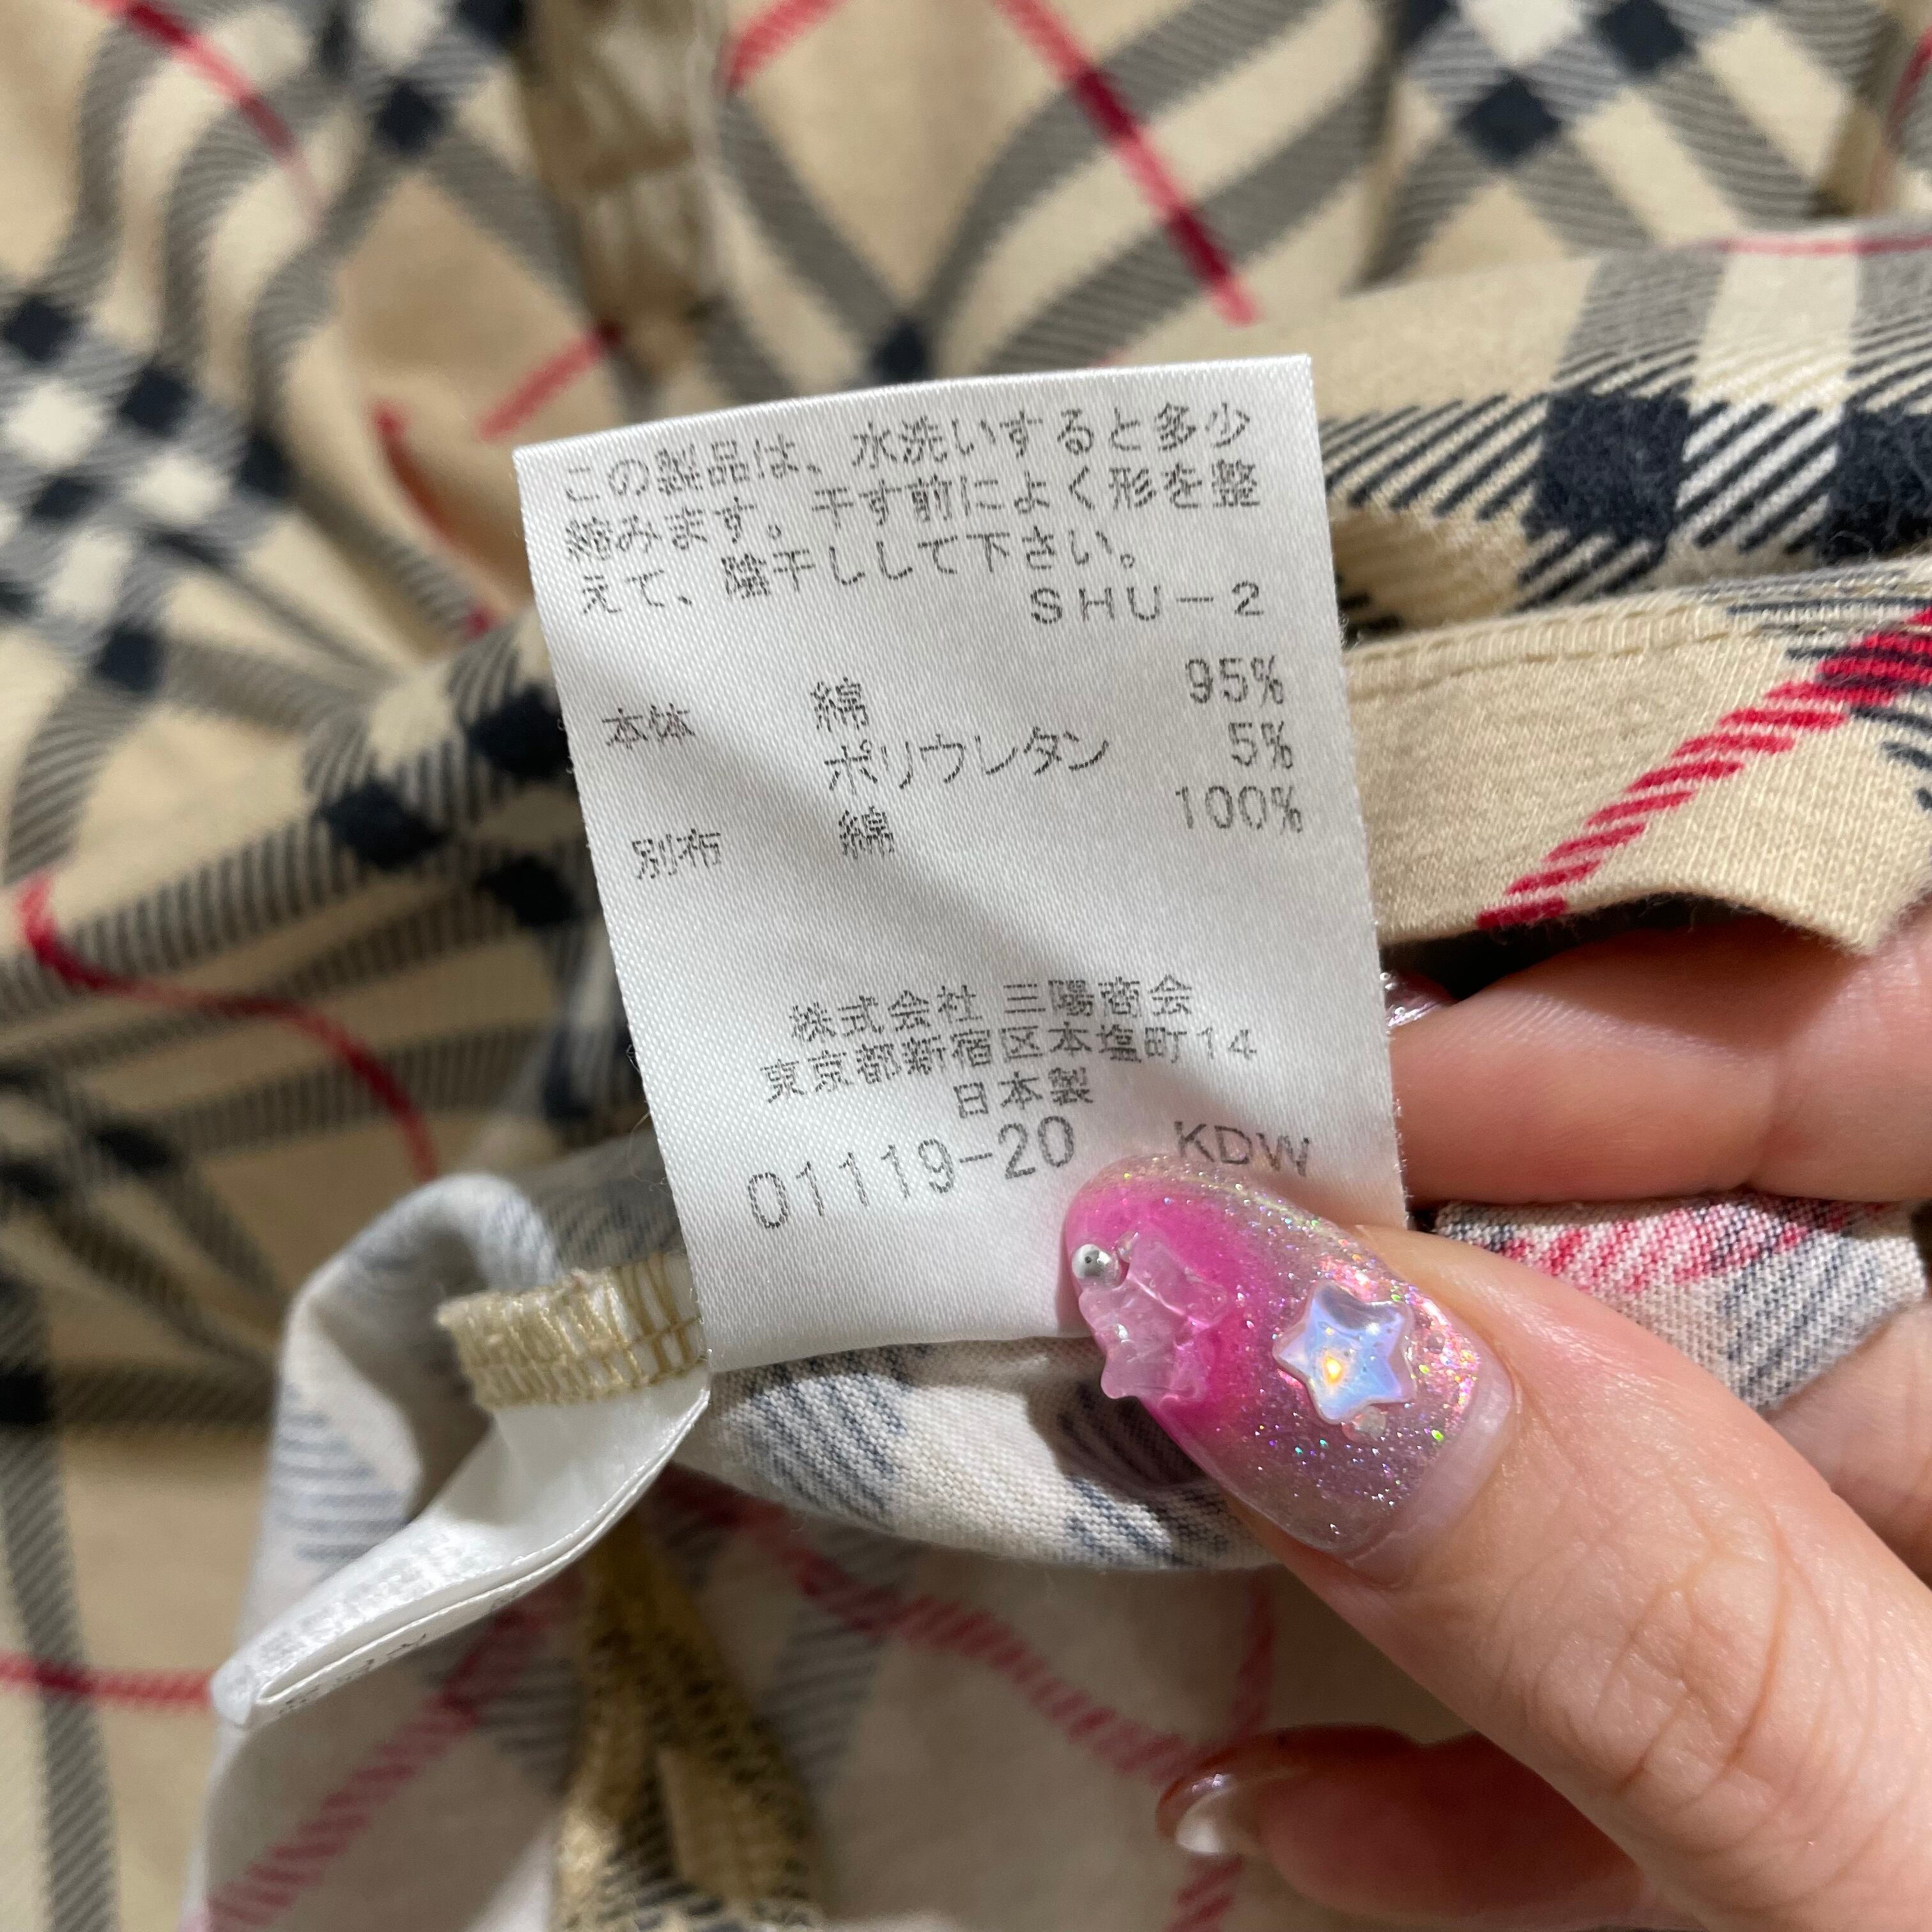 この製品は、水洗いすると多少
縮みます。干す前によく形を整
えて、陰干しして下さい。
SHU-2
本体 綿 95%
ポリウレタン 5%
別布 綿 100%
株式会社 三陽商会
東京都新宿区本塩町14
日本製
01119-20 KDW